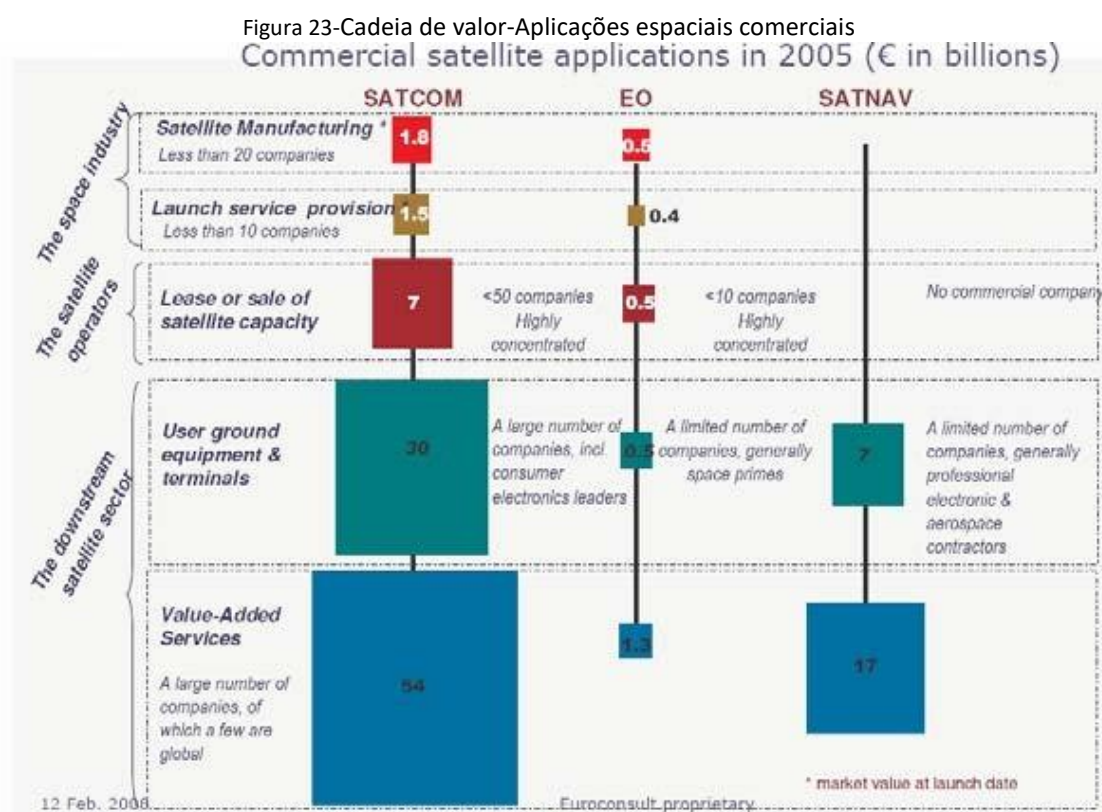 Figura 23-Cadeia de valor-Aplicações espaciais comerciais
Commercial satellite applications in 2005 (€ in billions)
SATCOM
EO
SATNAV
The space industry
Satellite Manufacturing *
Less than 20 companies
1.8
0.5
Launch service provision *
Less than 10 companies
1.5
0.4
The satellite
operators
Lease or sale of
satellite capacity
7
<50 companies
Highly
concentrated
0.5
<10 companies
Highly
concentrated
No commercial company
The downstream
satellite sector
User ground
equipment &
terminals
30
A large number of
companies, incl
consumer
electronics leaders
0.5
A limited number of
companies, generally
space primes
7
A limited number of
companies, generally
professional
electronic &
aerospace
contractors
Value-Added
Services
A large number of
companies, of
which a few are
global
54
1.3
17
* market value at launch date
12 Feb. 2008
Euroconsult proprietary